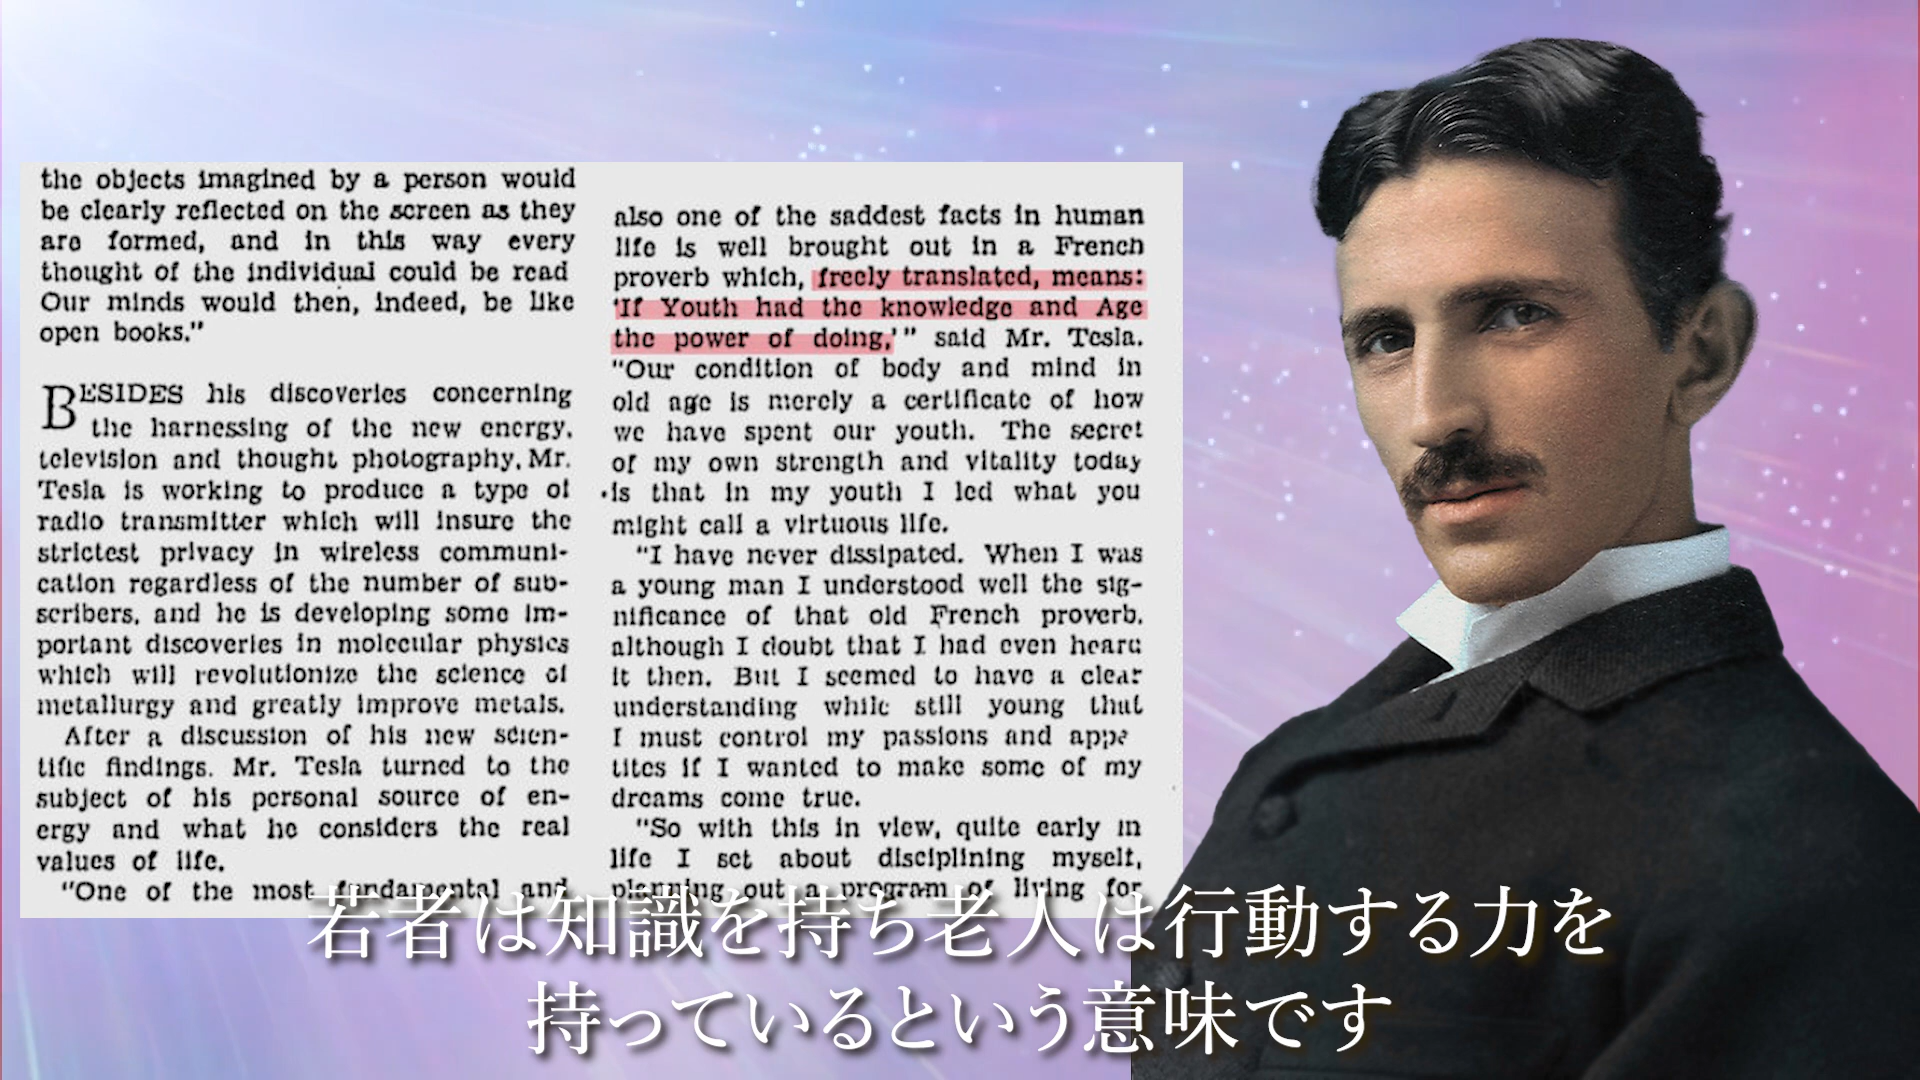 the objects imagined by a person would
be clearly reflected on the screen as they
are formed, and in this way every
thought of the individual could be read
Our minds would then, indeed, be like
open books."
BESIDES his discoveries concerning
the harnessing of the new energy,
television and thought photography, Mr.
Tesla is working to produce a type of
radio transmitter which will insure the
strictest privacy in wireless communi-
cation regardless of the number of sub-
scribers, and he is developing some im-
portant discoveries in molecular physics
which will revolutionize the science of
metallurgy and greatly improve metals.
After a discussion of his new scien-
tific findings. Mr. Tesla turned to the
subject of his personal source of en-
ergy and what he considers the real
values of life.
"One of the most fundamental and
also one of the saddest facts in human
life is well brought out in a French
proverb which, freely translated, means:
'If Youth had the knowledge and Age
the power of doing,'" said Mr. Tesla.
"Our condition of body and mind in
old age is merely a certificate of how
we have spent our youth. The secret
of my own strength and vitality today
is that in my youth I led what you
might call a virtuous life.
"I have never dissipated. When I was
a young man I understood well the sig-
nificance of that old French proverb,
although I doubt that I had even heard
it then. But I seemed to have a clear
understanding while still young that
I must control my passions and appe
tites if I wanted to make some of my
dreams come true.
"So with this in view, quite early in
life I set about disciplining myself,
planning out a program of living for
若者は知識を持ち老人は行動する力を
持っているという意味です